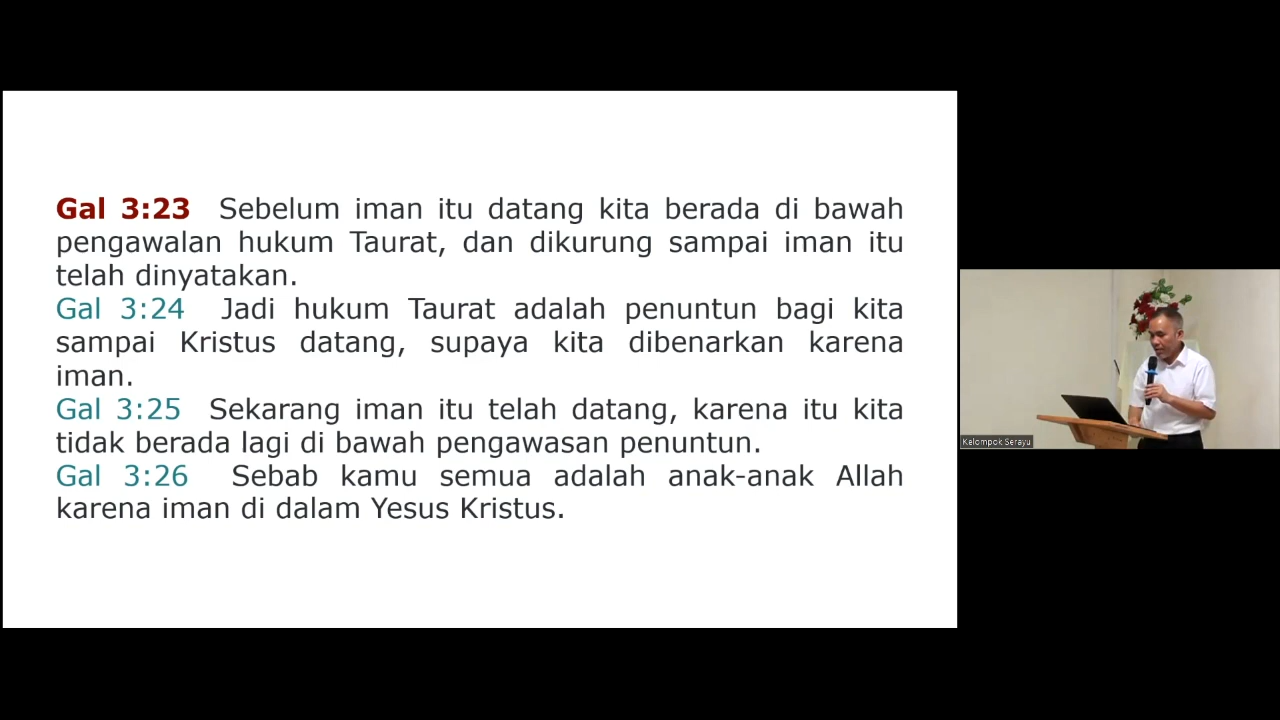 Gal 3:23 Sebelum iman itu datang kita berada di bawah
pengawalan hukum Taurat, dan dikurung sampai iman itu
telah dinyatakan.
Gal 3:24 Jadi hukum Taurat adalah penuntun bagi kita
sampai Kristus datang, supaya kita dibenarkan karena
iman.
Gal 3:25 Sekarang iman itu telah datang, karena itu kita
tidak berada lagi di bawah pengawasan penuntun.
Gal 3:26 Sebab kamu semua adalah anak-anak Allah
karena iman di dalam Yesus Kristus.
Kelompok Serayu